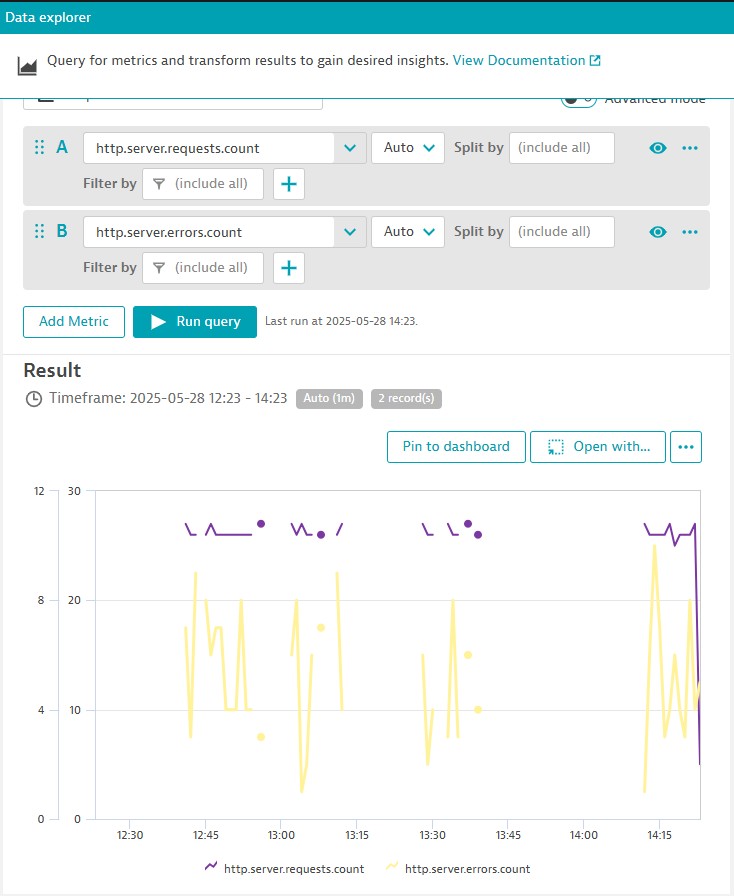 Data explorer
Query for metrics and transform results to gain desired insights. View Documentation
Advanced mode
A http.server.requests.count Auto Split by (include all)
Filter by (include all)
B http.server.errors.count Auto Split by (include all)
Filter by (include all)
Add Metric Run query Last run at 2025-05-28 14:23.
Result
Timeframe: 2025-05-28 12:23 - 14:23 Auto (1m) 2 record(s)
Pin to dashboard Open with...
12 30
8 20
4 10
0 0
12:30 12:45 13:00 13:15 13:30 13:45 14:00 14:15
http.server.requests.count http.server.errors.count